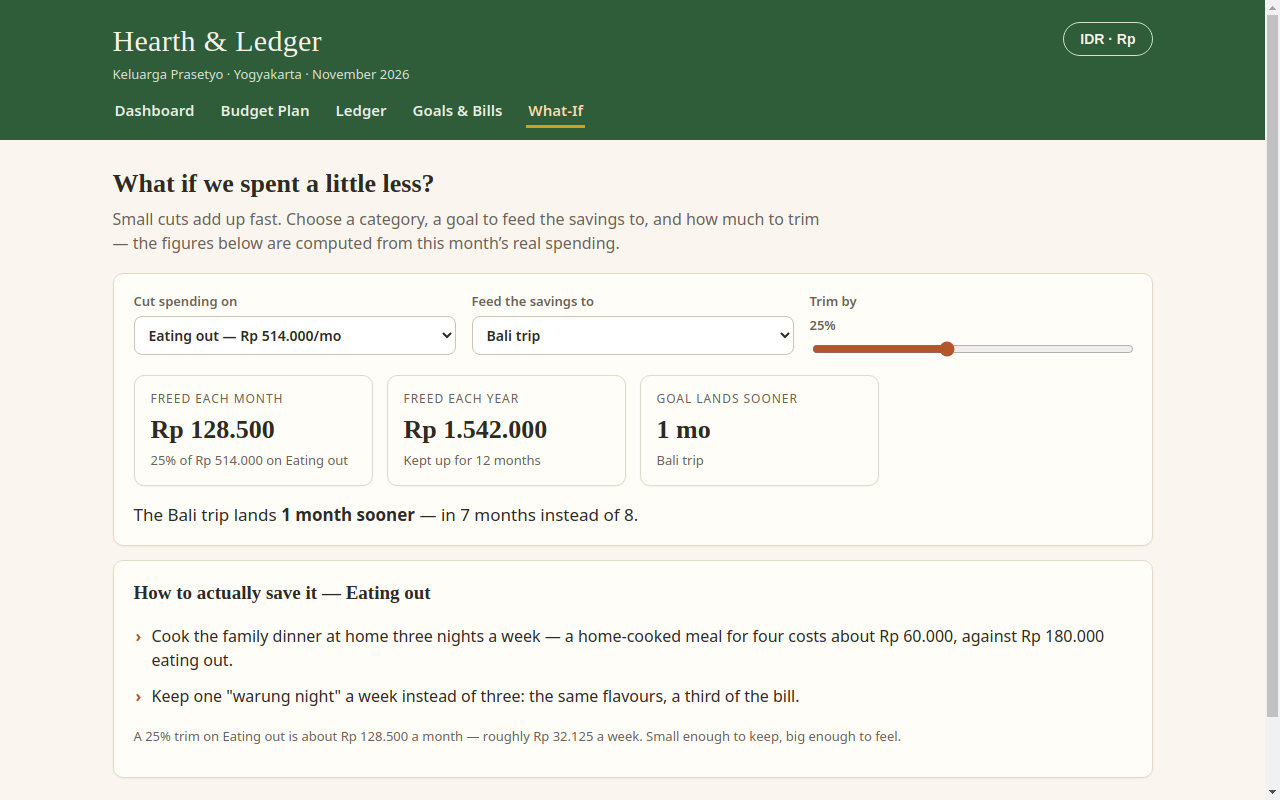 Hearth & Ledger
IDR · Rp
Keluarga Prasetyo · Yogyakarta · November 2026
Dashboard Budget Plan Ledger Goals & Bills What-If
What if we spent a little less?
Small cuts add up fast. Choose a category, a goal to feed the savings to, and how much to trim
— the figures below are computed from this month’s real spending.
Cut spending on
Eating out — Rp 514.000/mo
Feed the savings to
Bali trip
Trim by
25%
FREED EACH MONTH
Rp 128.500
25% of Rp 514.000 on Eating out
FREED EACH YEAR
Rp 1.542.000
Kept up for 12 months
GOAL LANDS SOONER
1 mo
Bali trip
The Bali trip lands 1 month sooner — in 7 months instead of 8.
How to actually save it — Eating out
› Cook the family dinner at home three nights a week — a home-cooked meal for four costs about Rp 60.000, against Rp 180.000
eating out.
› Keep one "warung night" a week instead of three: the same flavours, a third of the bill.
A 25% trim on Eating out is about Rp 128.500 a month — roughly Rp 32.125 a week. Small enough to keep, big enough to feel.